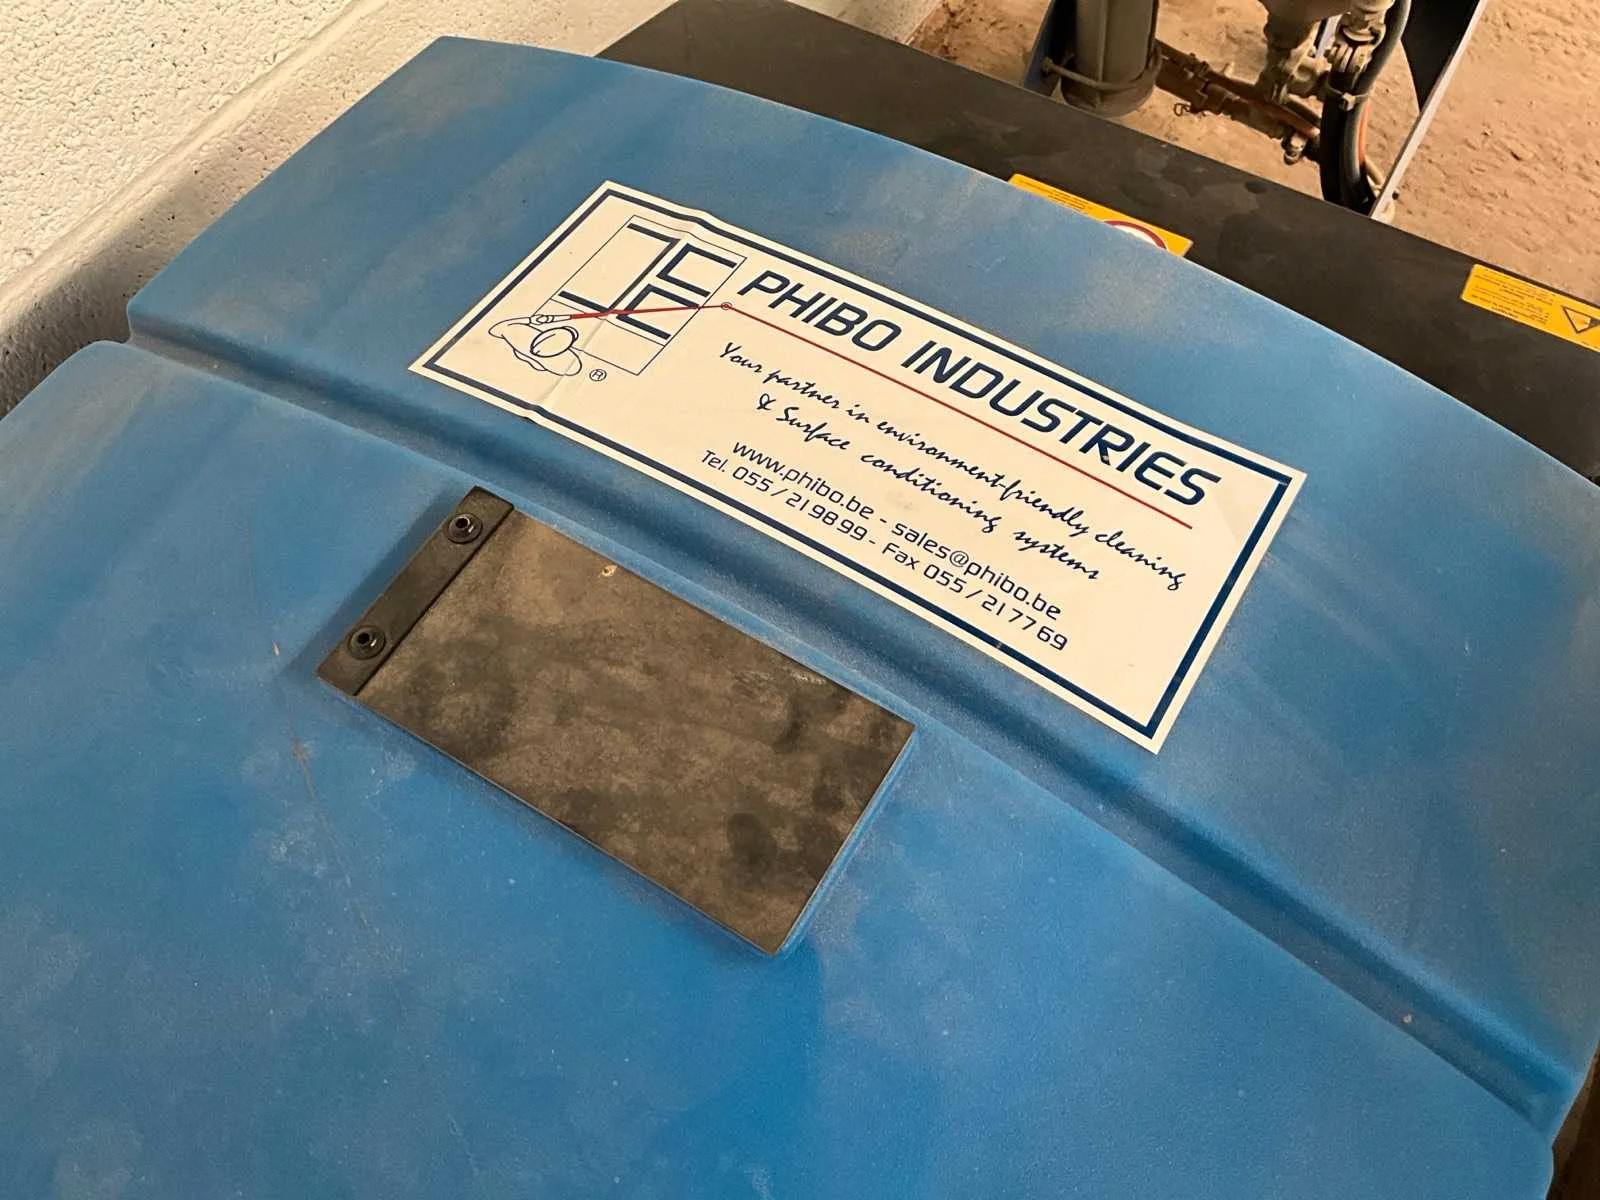 PHIBO INDUSTRIES
Your partner in environment-friendly cleaning
& Surface conditioning systems
www.phibo.be - sales@phibo.be
Tel. 055/219899 - Fax 055/217769
®